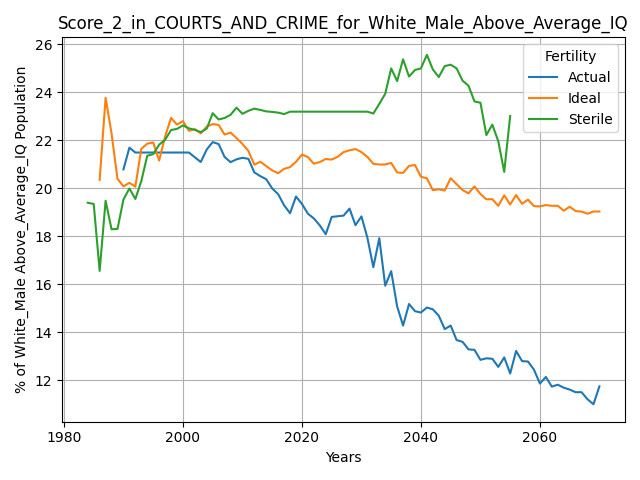 Score_2_in_COURTS_AND_CRIME_for_White_Male_Above_Average_IQ
% of White_Male Above_Average_IQ Population
26
24
22
20
18
16
14
12
Fertility
Actual
Ideal
Sterile
1980
2000
2020
2040
2060
Years